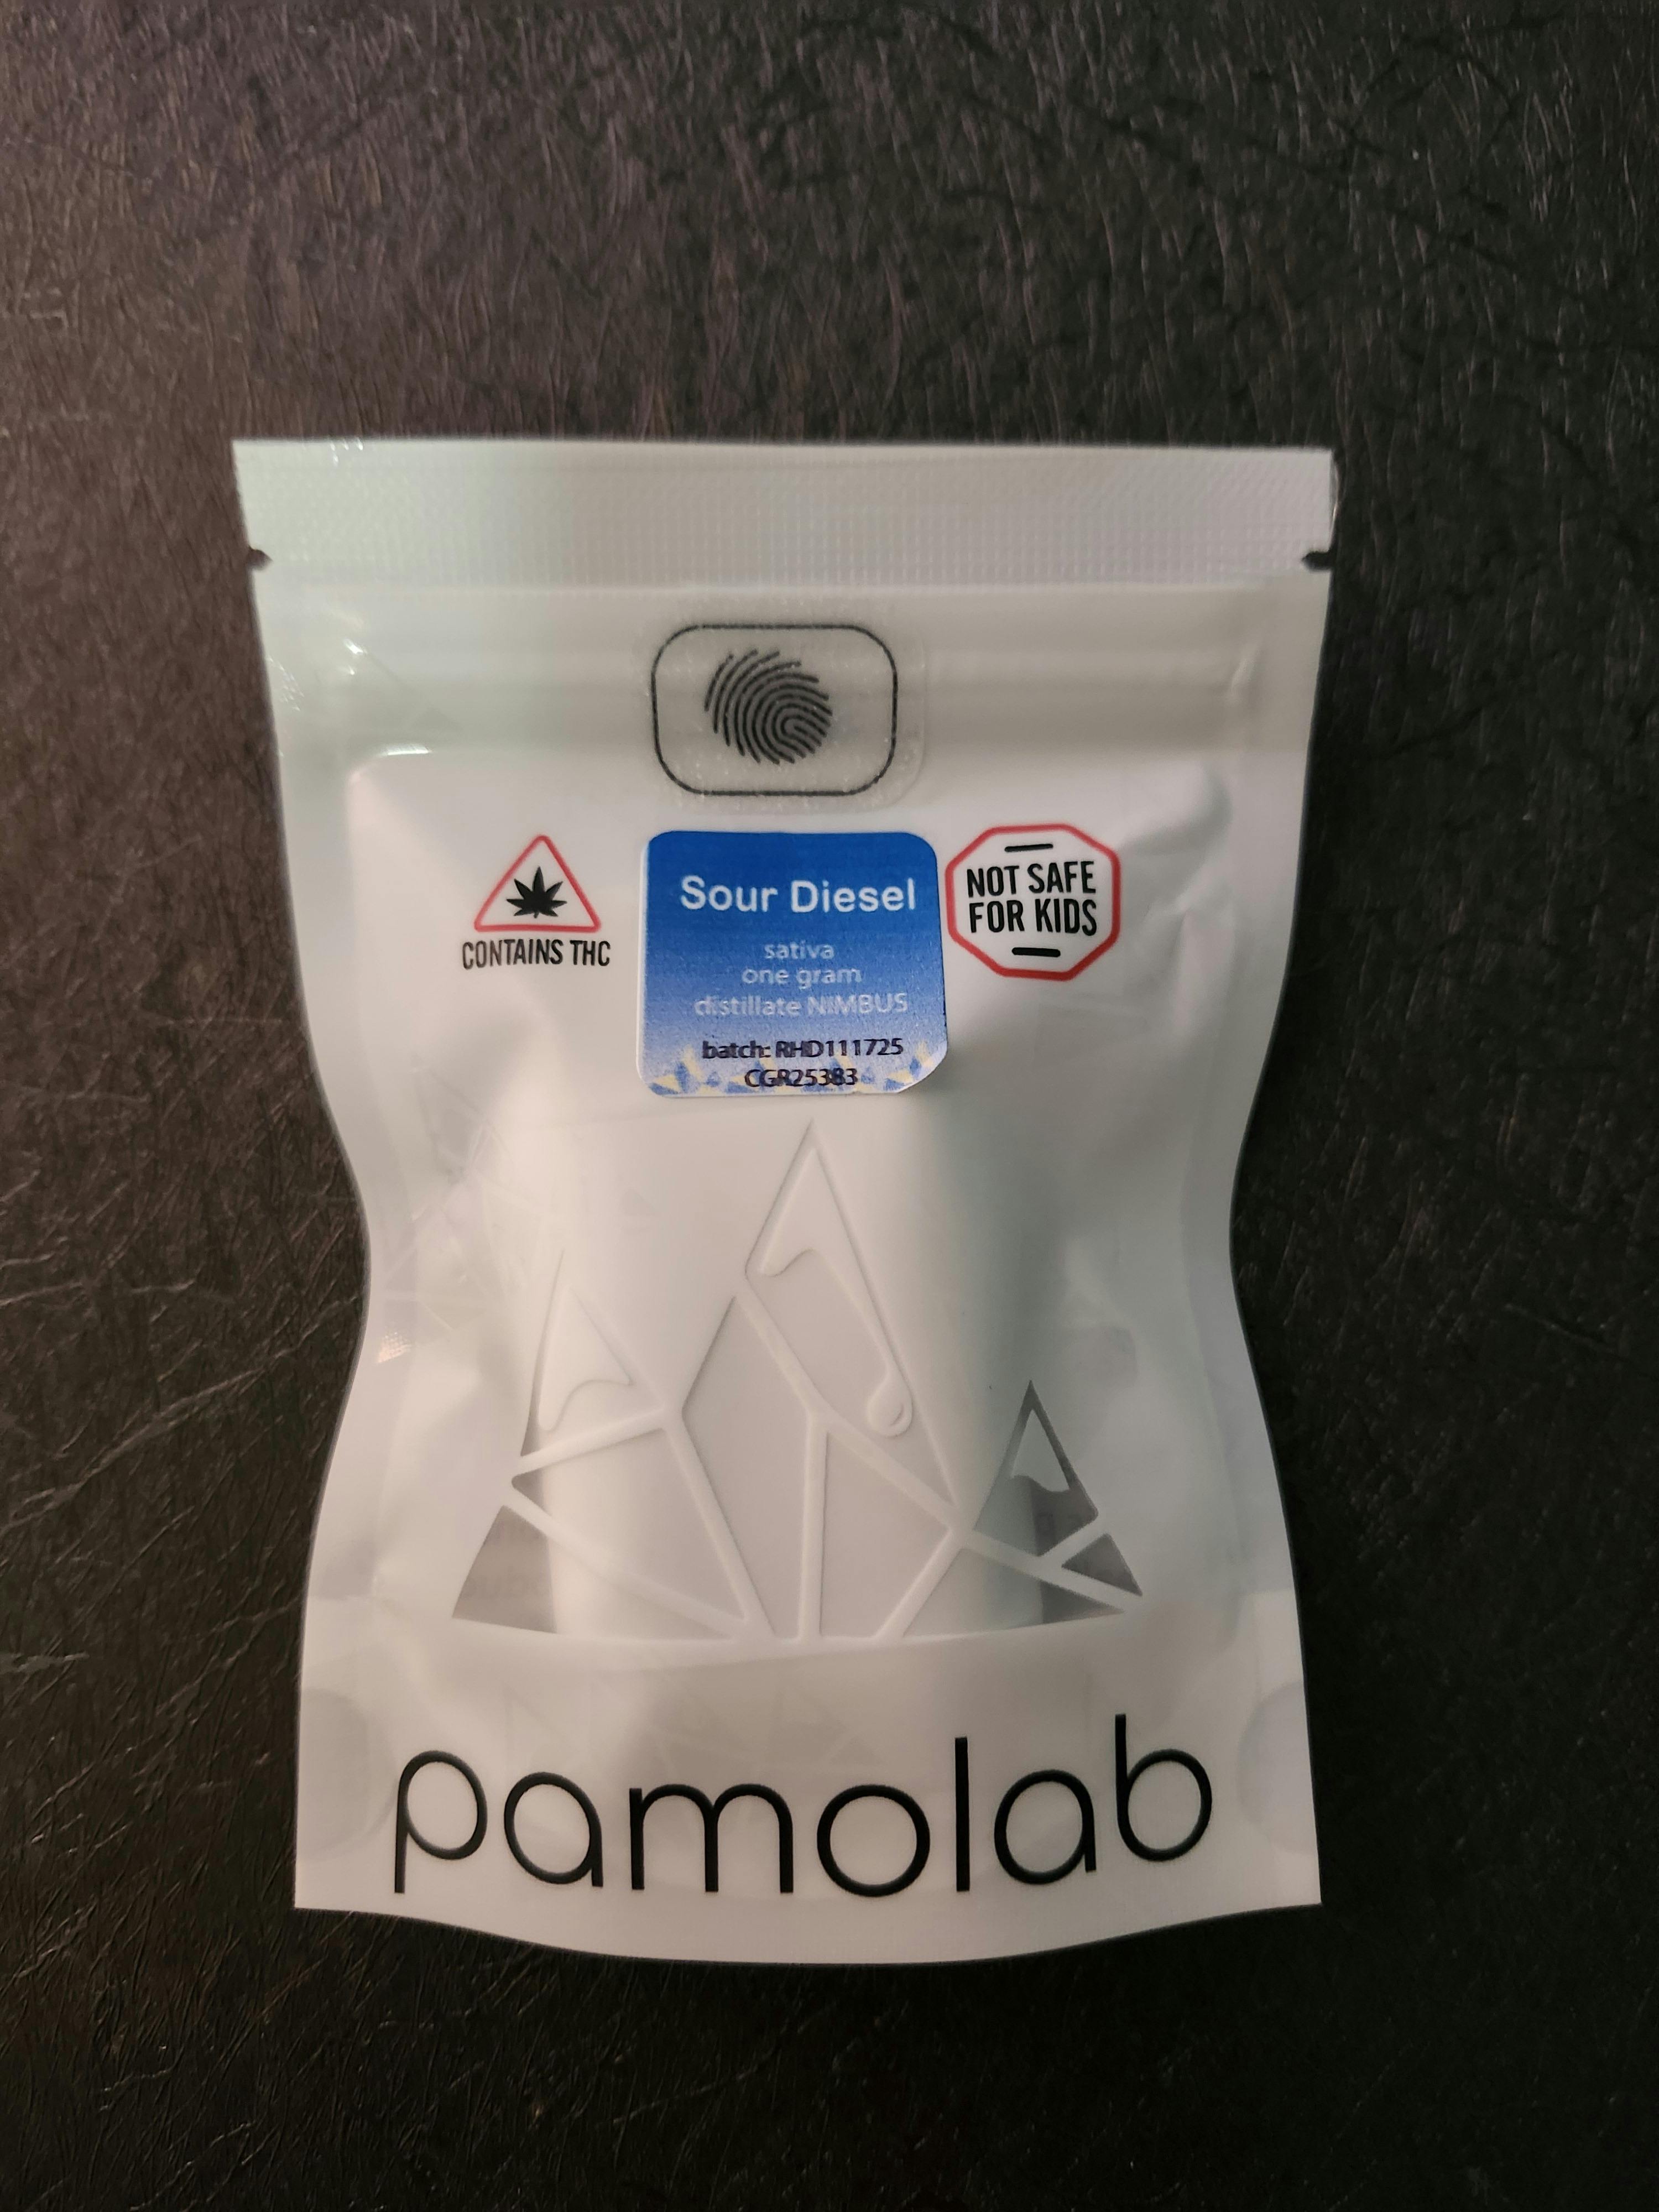 CONTAINS THC
Sour Diesel
sativa
one gram
distillate NIMBUS
batch: RHD111725
CGR25383
NOT SAFE
FOR KIDS
pamolab